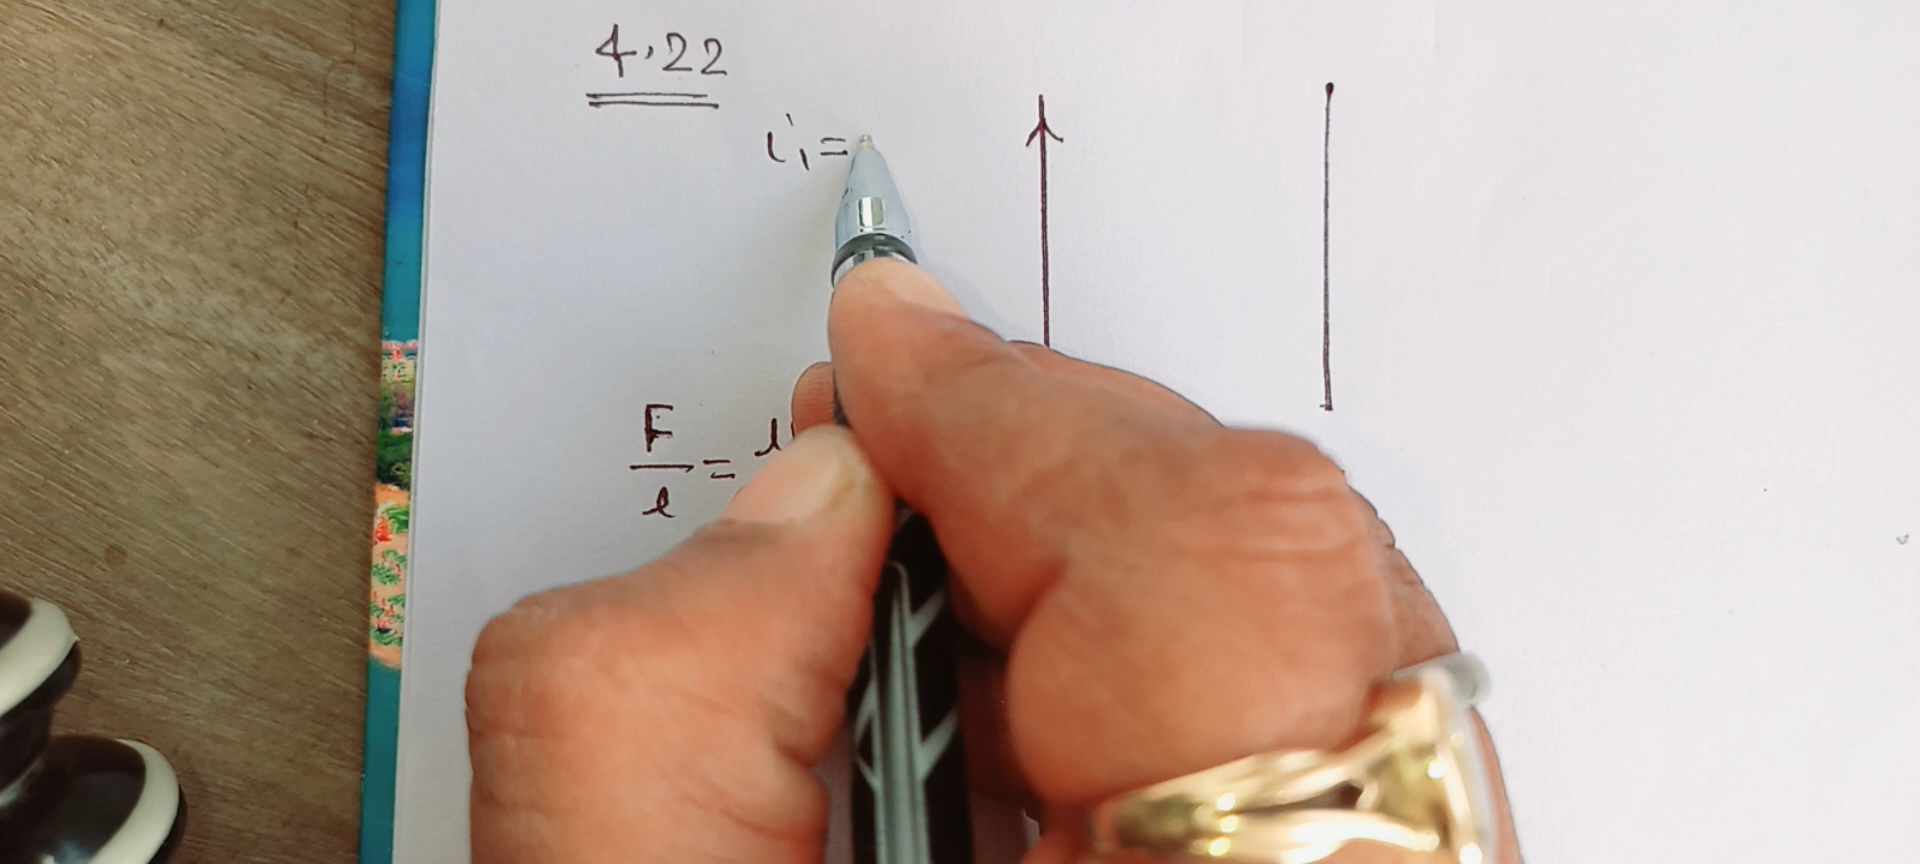 4.22
i₁ =
F/l =